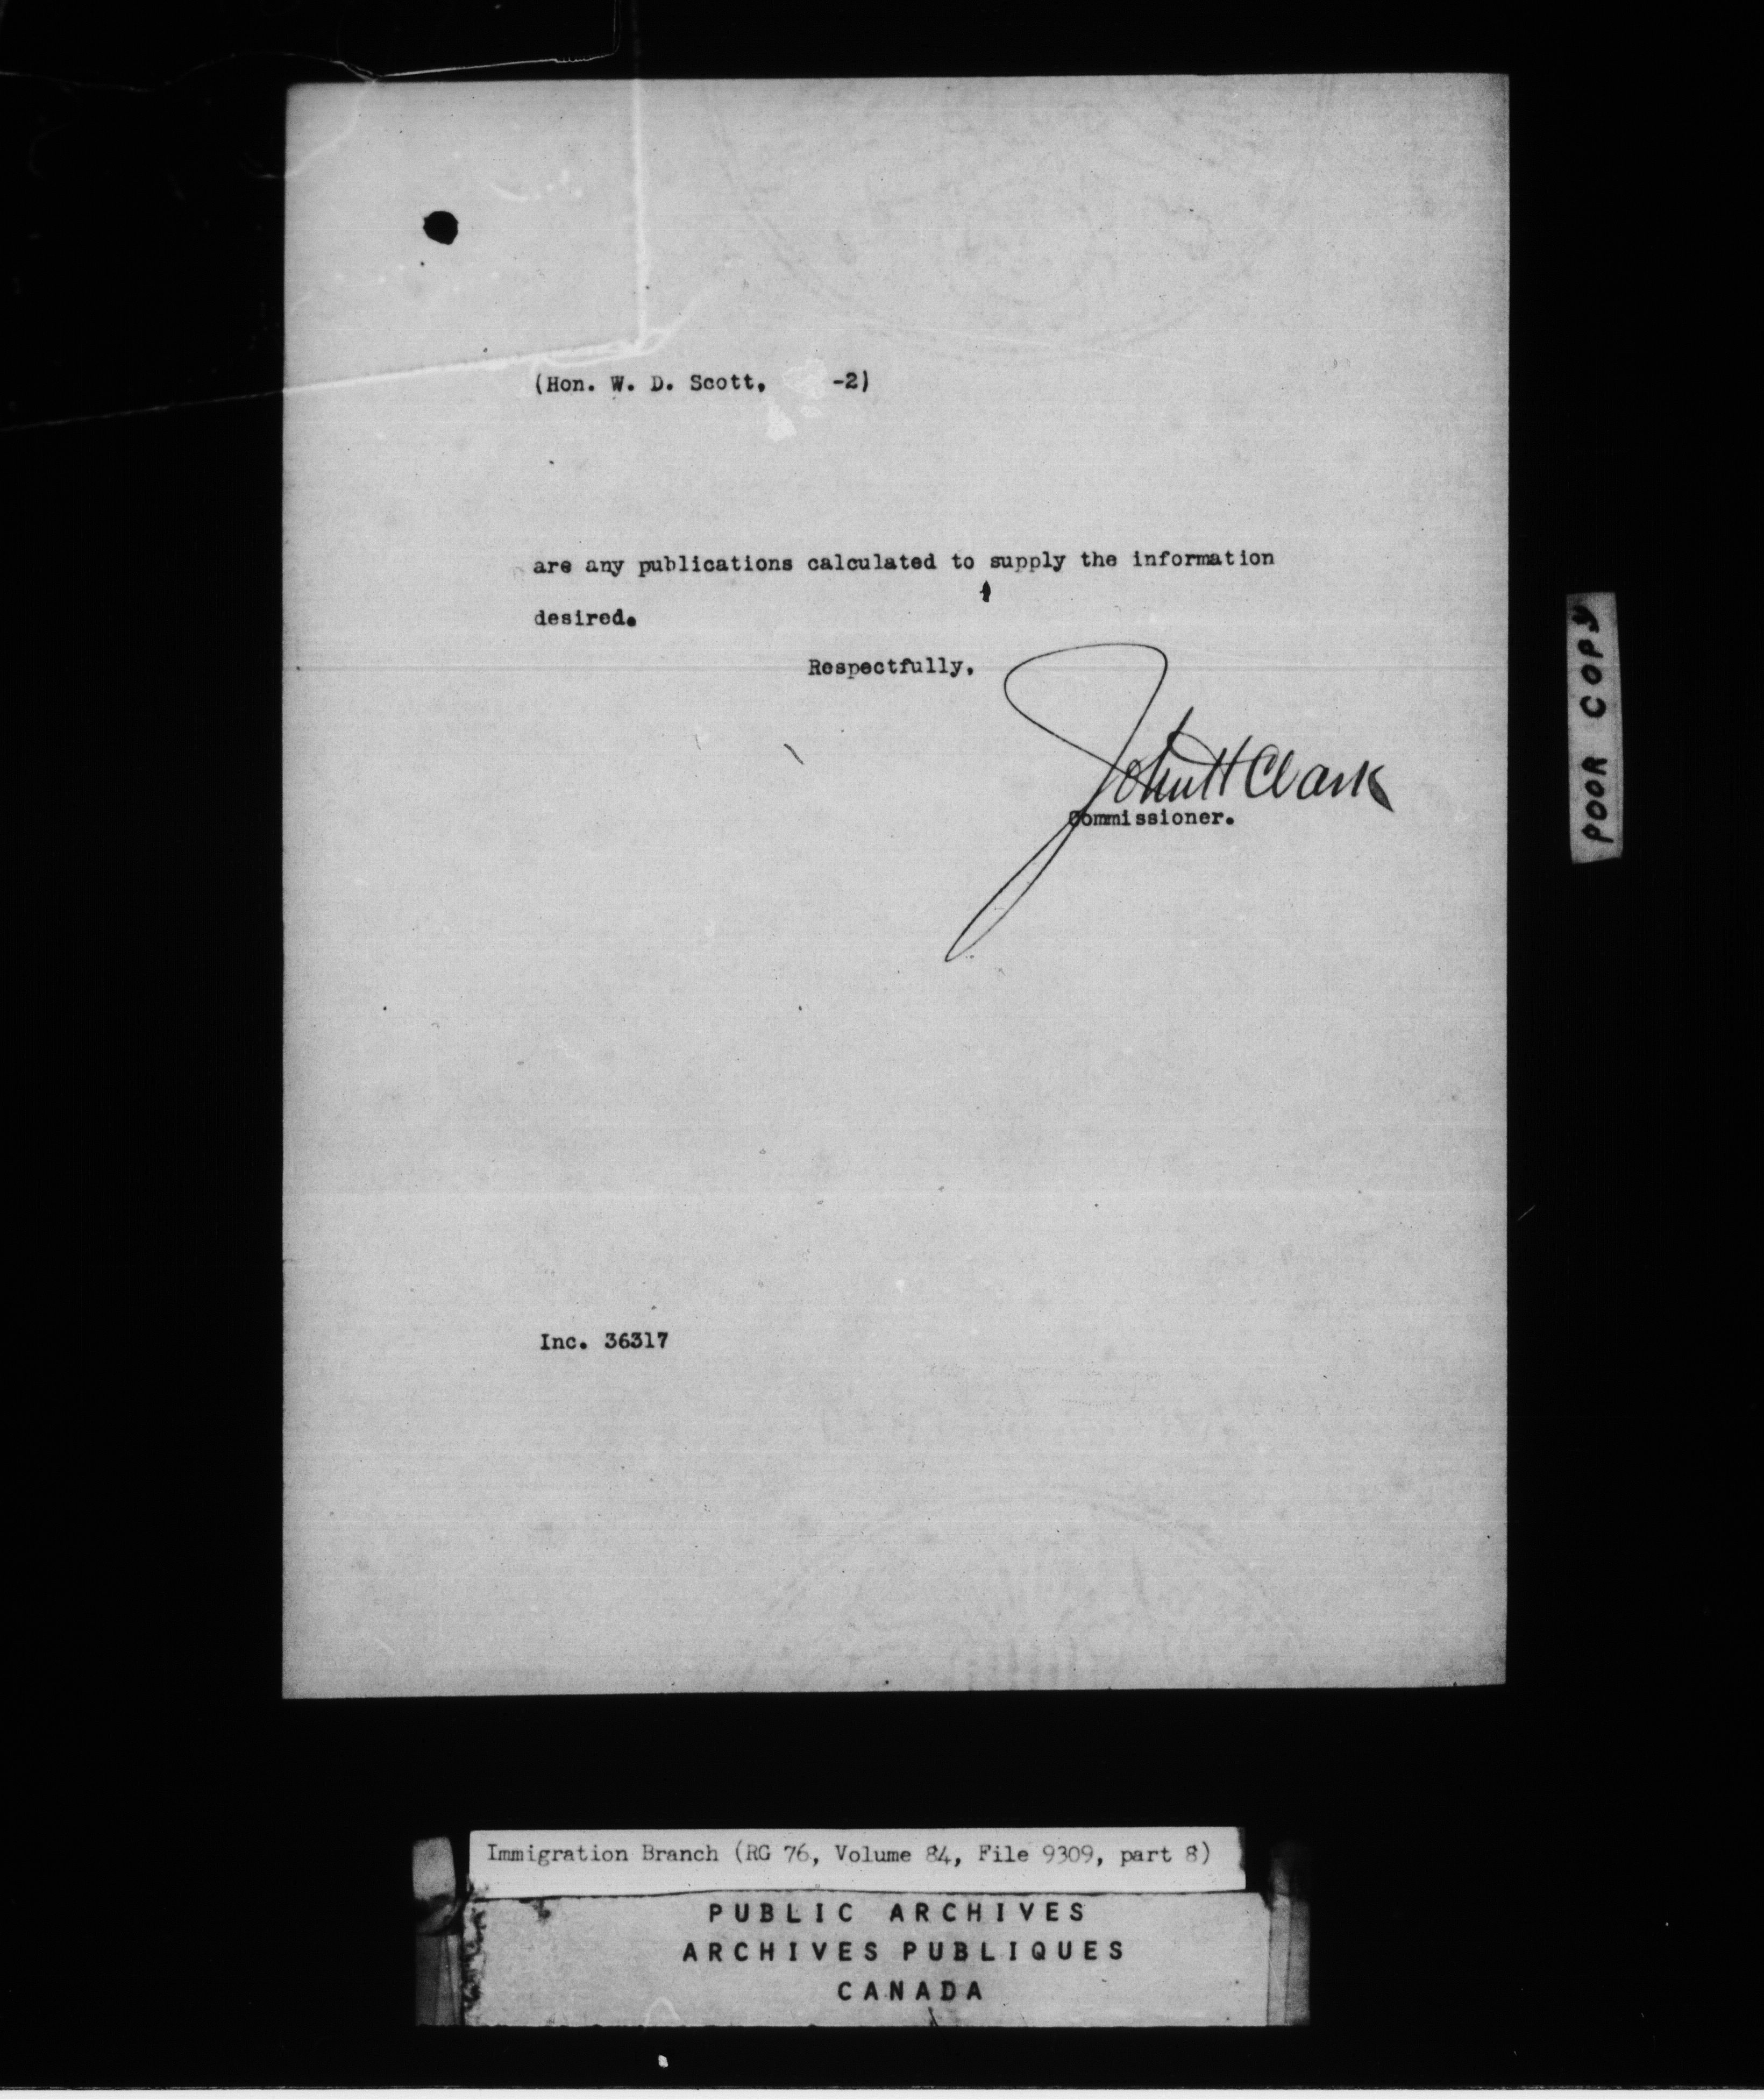 (Hon. W. D. Scott, -2)
are any publications calculated to supply the information
desired.
Respectfully,
John H Clark
Commissioner.
Inc. 36317
POOR COPY
Immigration Branch (RG 76, Volume 84, File 9309, part 8)
PUBLIC ARCHIVES
ARCHIVES PUBLIQUES
CANADA